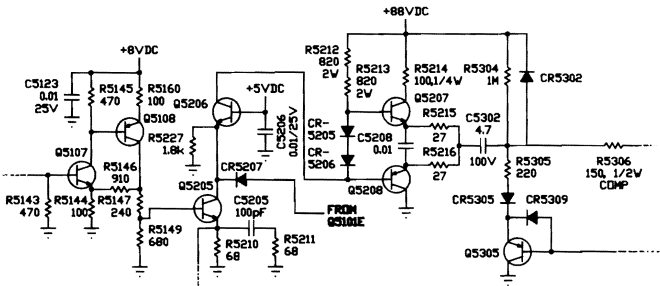 +88VDC
+8VDC
C5123
0.01
25V
R5145
470
R5160
100
Q5108
Q5206
+5VDC
R5227
1.8k
C5206
0.01/25V
R5212
820
2W
R5213
820
2W
R5214
100,1/4W
Q5207
R5215
27
CR-
5205
C5208
0.01
CR-
5206
R5216
27
Q5208
C5302
4.7
100V
R5304
1M
CR5302
R5306
150, 1/2W
COMP
R5305
220
CR5305
CR5309
Q5305
Q5107
R5146
910
R5143
470
R5144
100
R5147
240
R5149
680
Q5205
CR5207
C5205
100pF
FROM
Q5101E
R5210
68
R5211
68